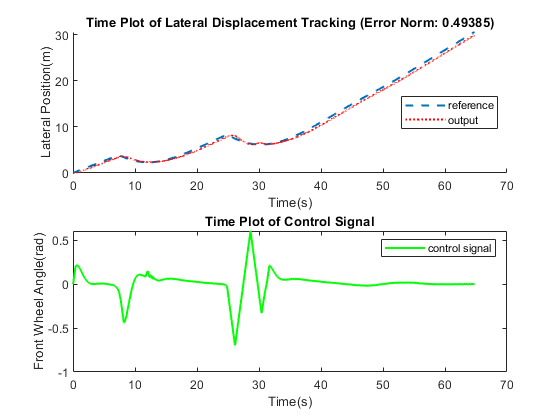 Time Plot of Lateral Displacement Tracking (Error Norm: 0.49385)
30
20
10
0
Lateral Position(m)
reference
output
0 10 20 30 40 50 60 70
Time(s)
Time Plot of Control Signal
0.5
0
-0.5
-1
Front Wheel Angle(rad)
control signal
0 10 20 30 40 50 60 70
Time(s)